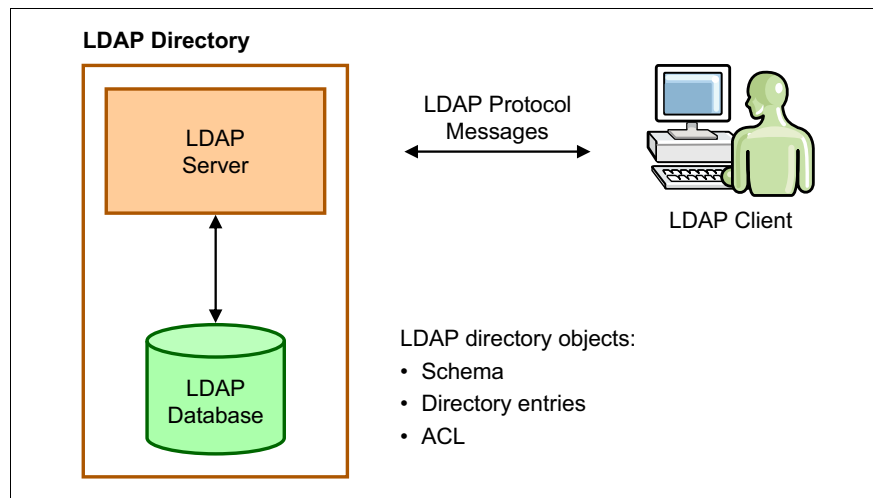 LDAP Directory
LDAP
Server
LDAP Protocol
Messages
LDAP Client
LDAP
Database
LDAP directory objects:
• Schema
• Directory entries
• ACL